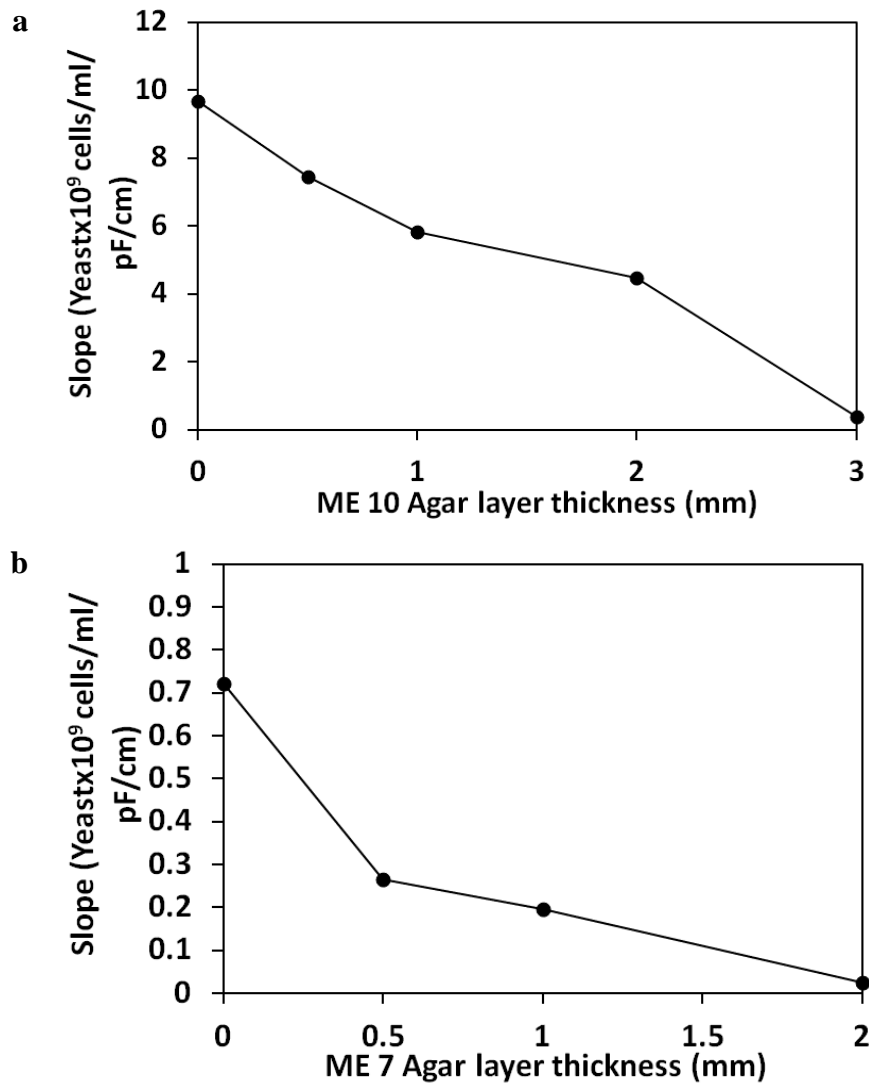 a
12
10
8
6
4
2
0
Slope (Yeastx10⁹ cells/ml/
pF/cm)
0 1 2 3
ME 10 Agar layer thickness (mm)
b
1
0.9
0.8
0.7
0.6
0.5
0.4
0.3
0.2
0.1
0
Slope (Yeastx10⁹ cells/ml/
pF/cm)
0 0.5 1 1.5 2
ME 7 Agar layer thickness (mm)